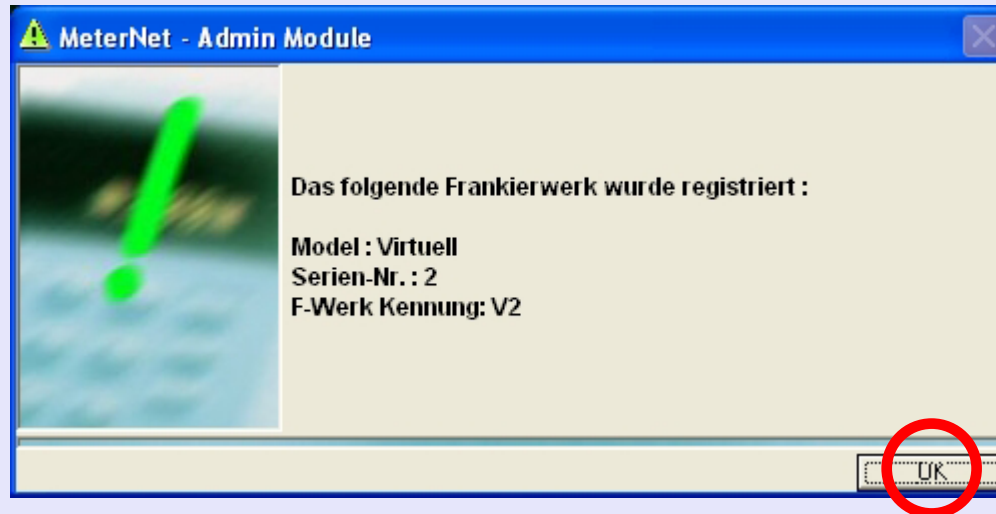 MeterNet - Admin Module
Das folgende Frankierwerk wurde registriert :
Model : Virtuell
Serien-Nr. : 2
F-Werk Kennung: V2
OK